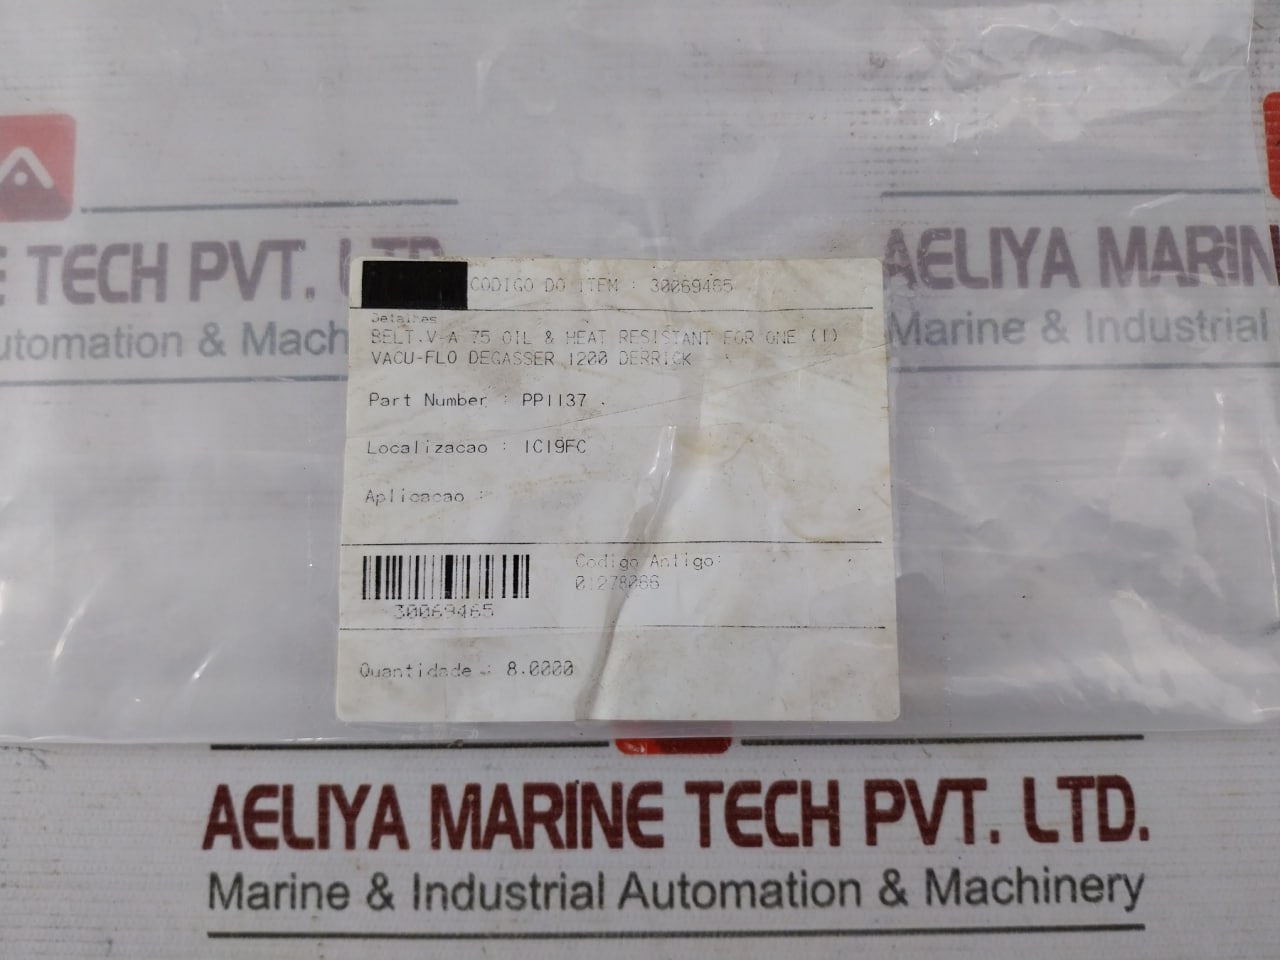 E TECH PVT. LTD
utomation & Mach
AELIYA MARIN
Marine & Industrial
CODIGO DO ITEM : 30069465
Detalhes
BELT.V-A 75 OIL & HEAT RESISTANT FOR ONE (1)
VACU-FLO DEGASSER 1200 DERRICK
Part Number : PP1137
Localizacao : 1C19FC
Aplicacao :
30069465
Codigo Antigo:
01278066
Quantidade : 8.0000
AELIYA MARINE TECH PVT. LTD.
Marine & Industrial Automation & Machinery